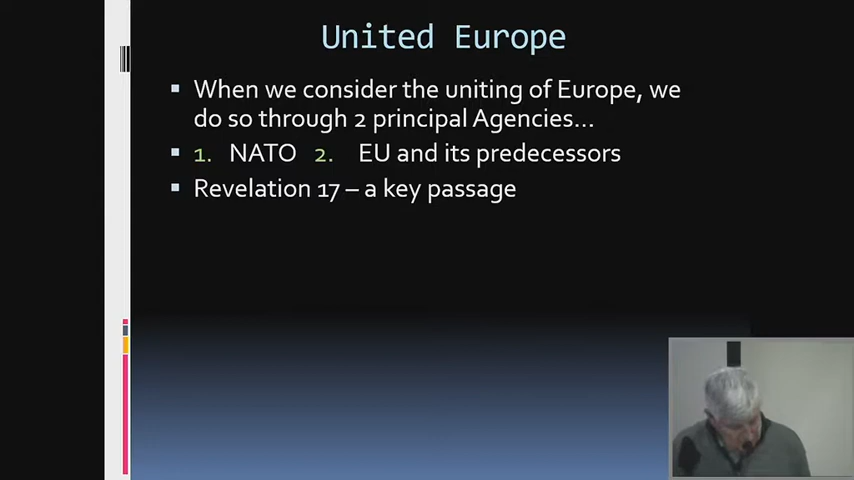 United Europe
When we consider the uniting of Europe, we
do so through 2 principal Agencies...
1. NATO 2. EU and its predecessors
Revelation 17 – a key passage